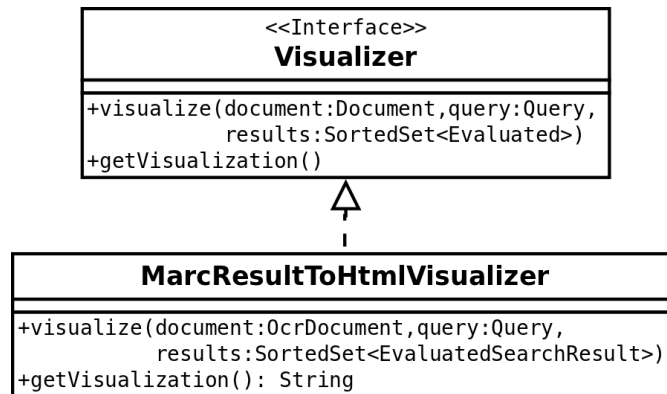 <<Interface>>
Visualizer
+visualize(document:Document,query:Query,
results:SortedSet<Evaluated>)
+getVisualization()
MarcResultToHtmlVisualizer
+visualize(document:OcrDocument,query:Query,
results:SortedSet<EvaluatedSearchResult>)
+getVisualization(): String